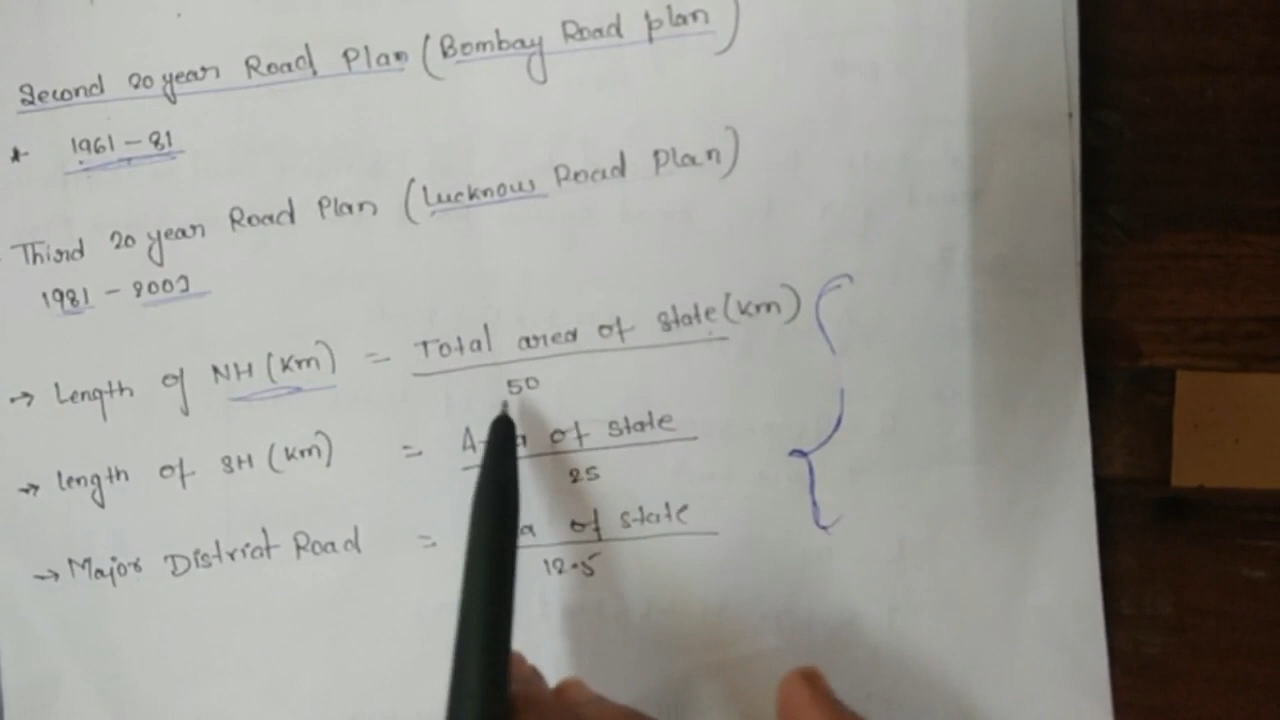 Second 20 year Road Plan (Bombay Road plan)
* 1961 - 81
Third 20 year Road Plan (Lucknow Road Plan)
1981 - 2001
→ Length of NH (Km) = Total area of state (km)
50
→ length of SH (Km) = of state
25
→ Major District Road = of state
12.5